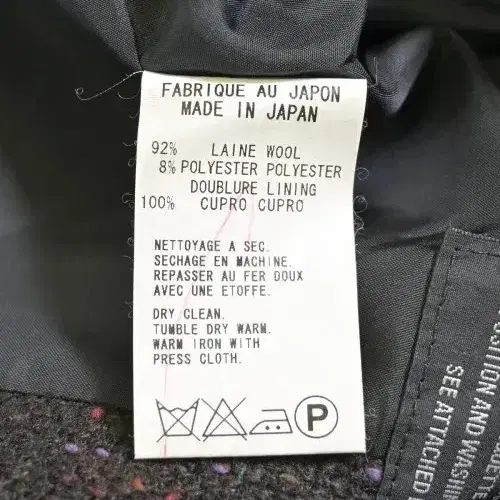 FABRIQUE AU JAPON
MADE IN JAPAN
92% LAINE WOOL
8% POLYESTER POLYESTER
DOUBLURE LINING
100% CUPRO CUPRO
NETTOYAGE A SEC.
SECHAGE EN MACHINE.
REPASSER AU FER DOUX
AVEC UNE ETOFFE.
DRY CLEAN.
TUMBLE DRY WARM.
WARM IRON WITH
PRESS CLOTH.
P
AND WASHIN
SEE ATTACHED